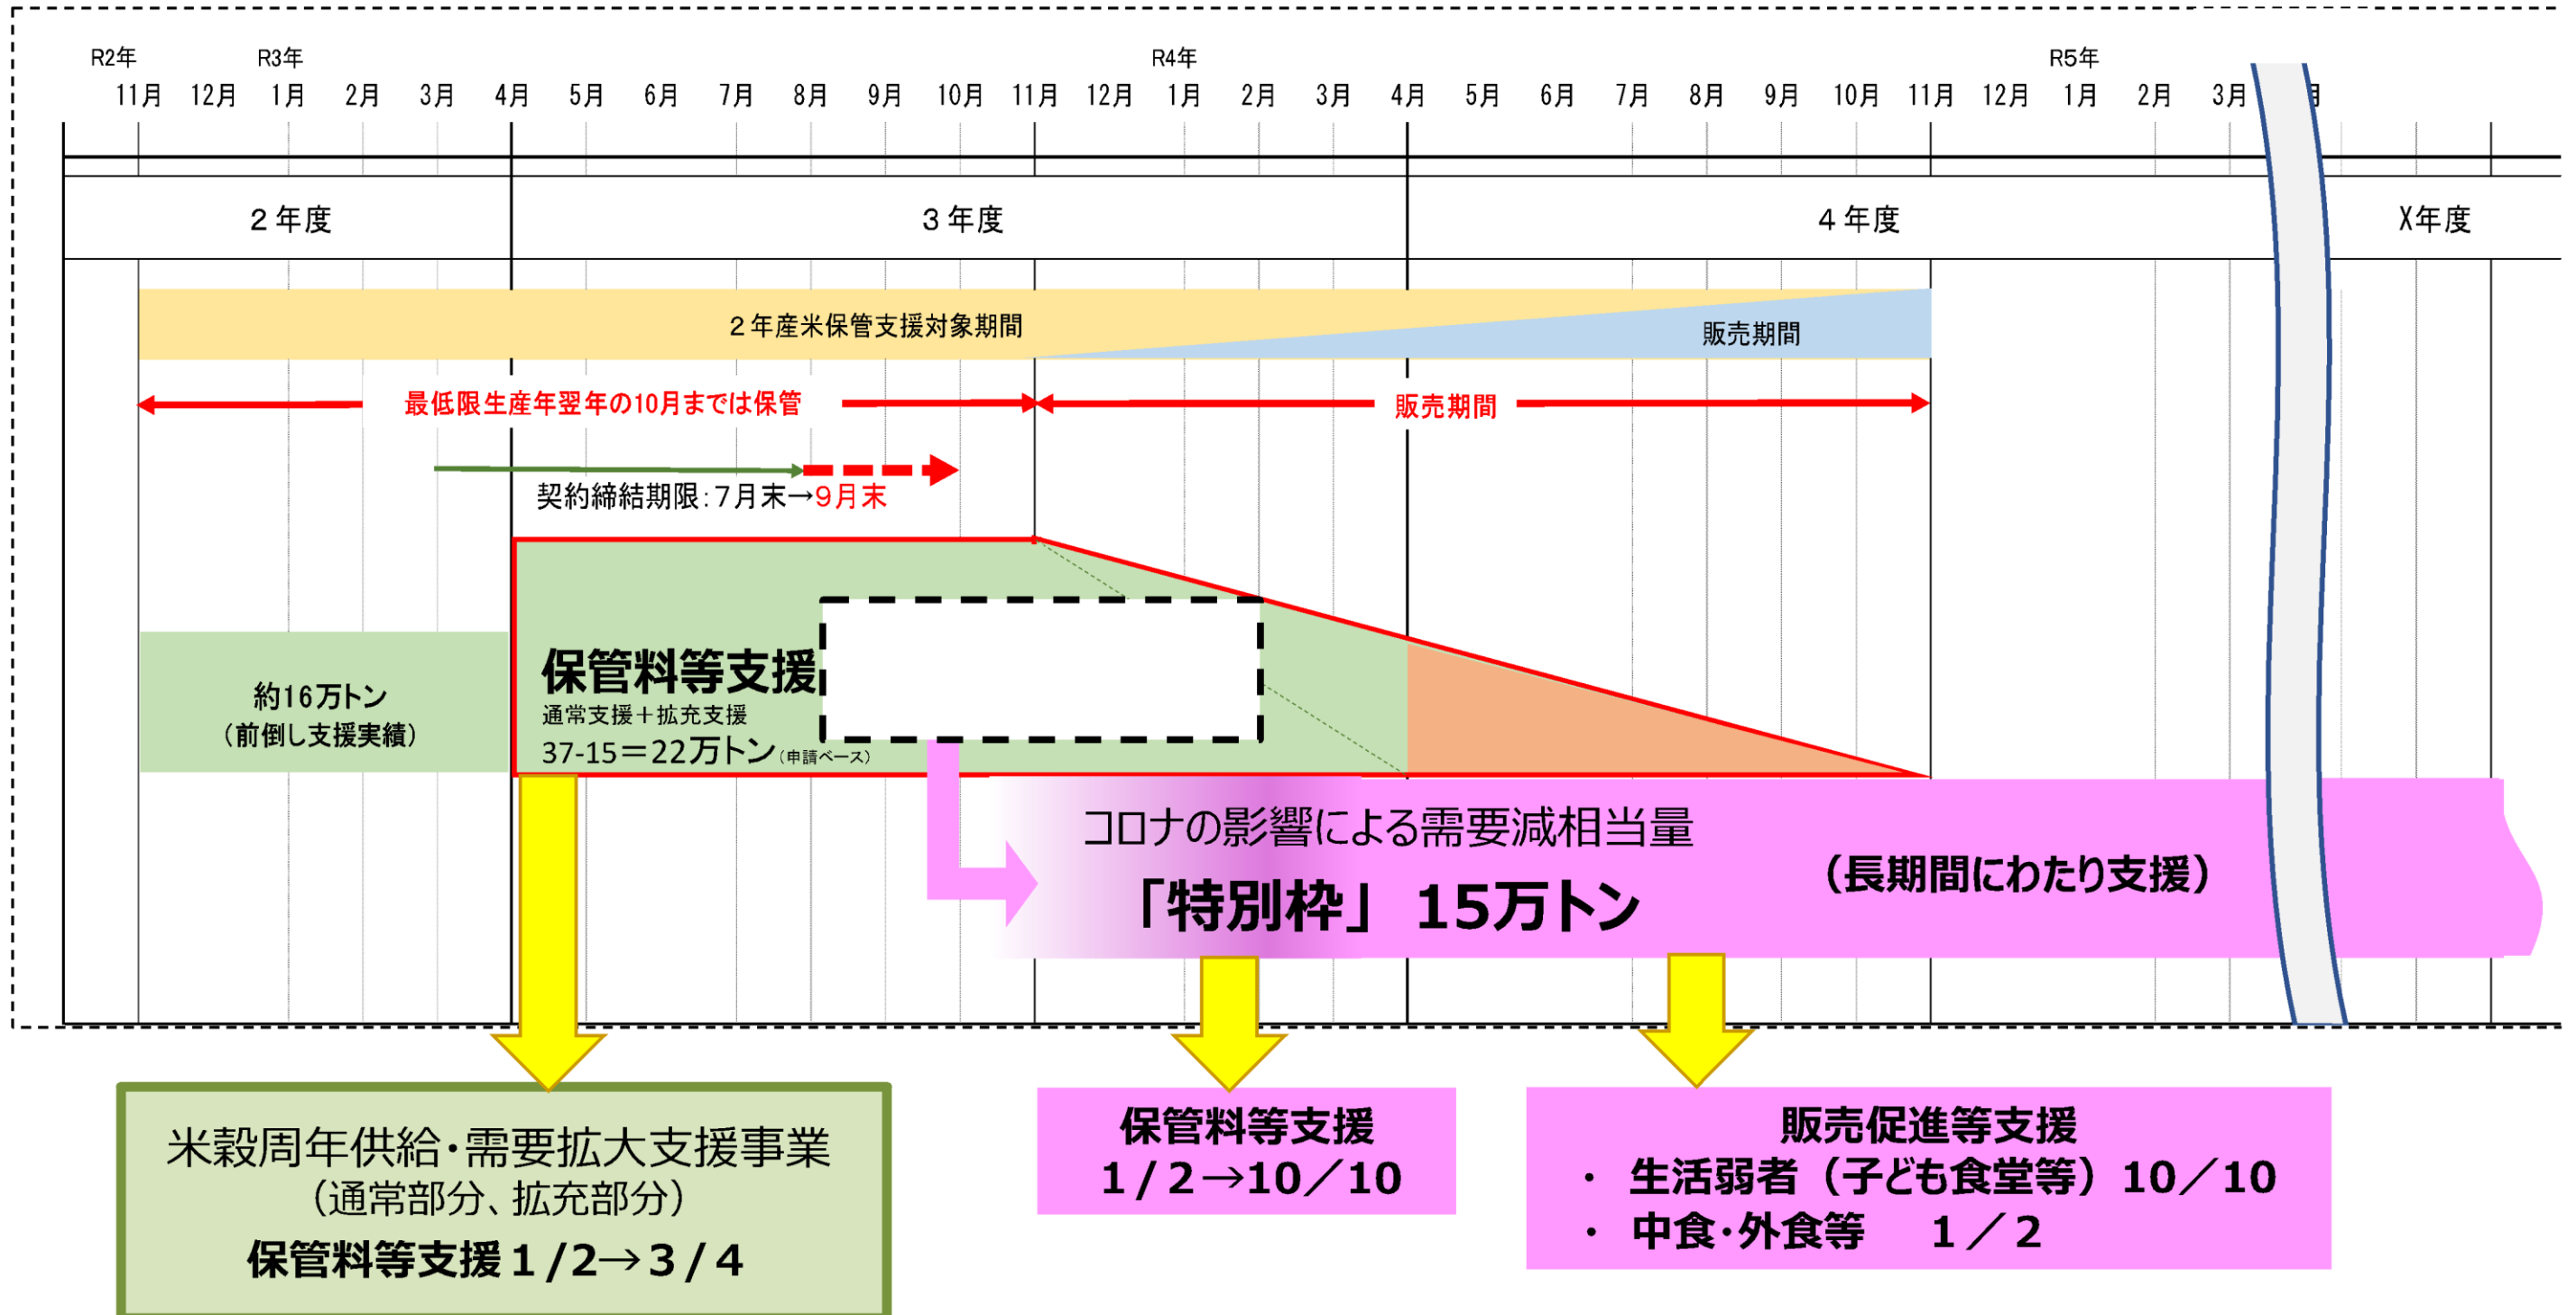 R2年 R3年 R4年 R5年
11月 12月 1月 2月 3月 4月 5月 6月 7月 8月 9月 10月 11月 12月 1月 2月 3月 4月 5月 6月 7月 8月 9月 10月 11月 12月 1月 2月 3月 月
２年度 ３年度 ４年度 X年度
２年産米保管支援対象期間
販売期間
最低限生産年翌年の10月までは保管
販売期間
契約締結期限：７月末→９月末
保管料等支援
通常支援＋拡充支援
37-15＝22万トン（申請ベース）
約16万トン
（前倒し支援実績）
コロナの影響による需要減相当量
「特別枠」 15万トン
（長期間にわたり支援）
米穀周年供給・需要拡大支援事業
（通常部分、拡充部分）
保管料等支援１/２→３/４
保管料等支援
１/２→10／10
販売促進等支援
・ 生活弱者（子ども食堂等）10／10
・ 中食・外食等 １／２